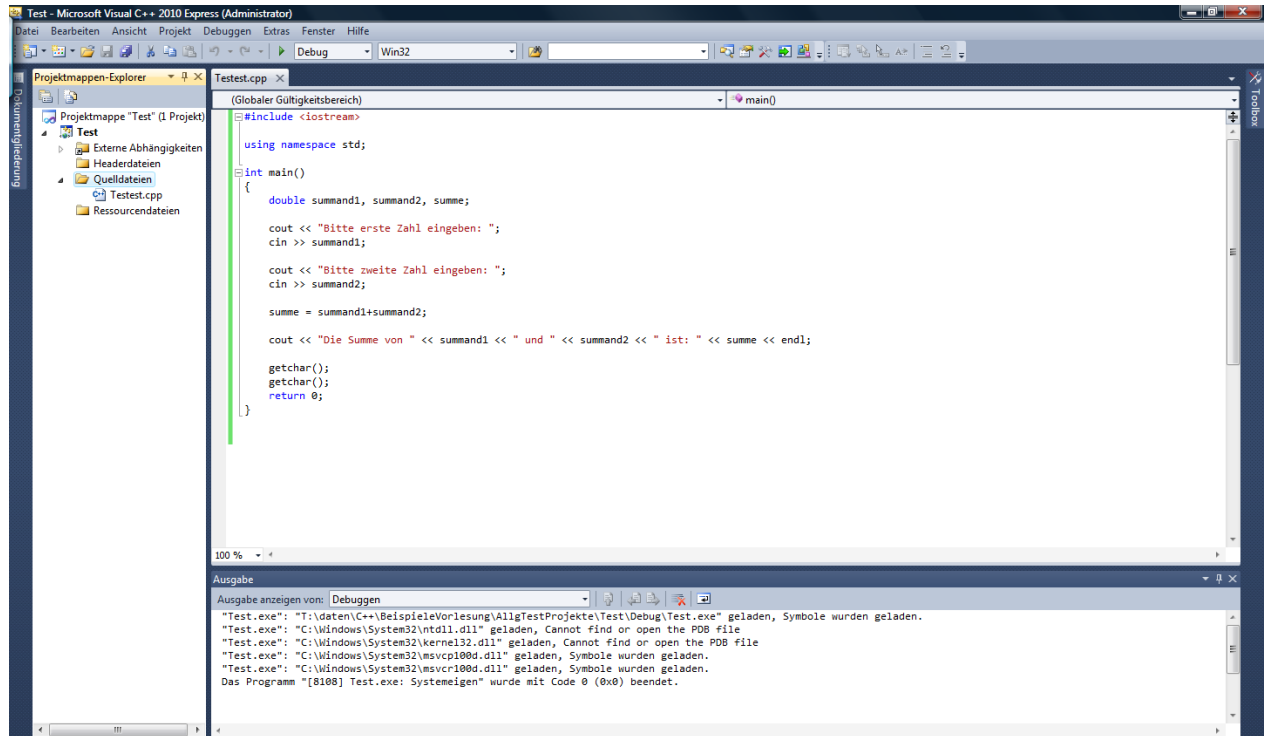 Test - Microsoft Visual C++ 2010 Express (Administrator)
Datei Bearbeiten Ansicht Projekt Debuggen Extras Fenster Hilfe
Debug Win32
Dokumentgliederung
Projektmappen-Explorer
Projektmappe "Test" (1 Projekt)
Test
Externe Abhängigkeiten
Headerdateien
Quelldateien
Testest.cpp
Ressourcendateien
Testest.cpp
(Globaler Gültigkeitsbereich) main()
#include <iostream>
using namespace std;
int main()
{
double summand1, summand2, summe;
cout << "Bitte erste Zahl eingeben: ";
cin >> summand1;
cout << "Bitte zweite Zahl eingeben: ";
cin >> summand2;
summe = summand1+summand2;
cout << "Die Summe von " << summand1 << " und " << summand2 << " ist: " << summe << endl;
getchar();
getchar();
return 0;
}
100 %
Toolbox
Ausgabe
Ausgabe anzeigen von: Debuggen
"Test.exe": "T:\daten\C++\BeispieleVorlesung\AllgTestProjekte\Test\Debug\Test.exe" geladen, Symbole wurden geladen.
"Test.exe": "C:\Windows\System32\ntdll.dll" geladen, Cannot find or open the PDB file
"Test.exe": "C:\Windows\System32\kernel32.dll" geladen, Cannot find or open the PDB file
"Test.exe": "C:\Windows\System32\msvcp100d.dll" geladen, Symbole wurden geladen.
"Test.exe": "C:\Windows\System32\msvcr100d.dll" geladen, Symbole wurden geladen.
Das Programm "[8108] Test.exe: Systemeigen" wurde mit Code 0 (0x0) beendet.